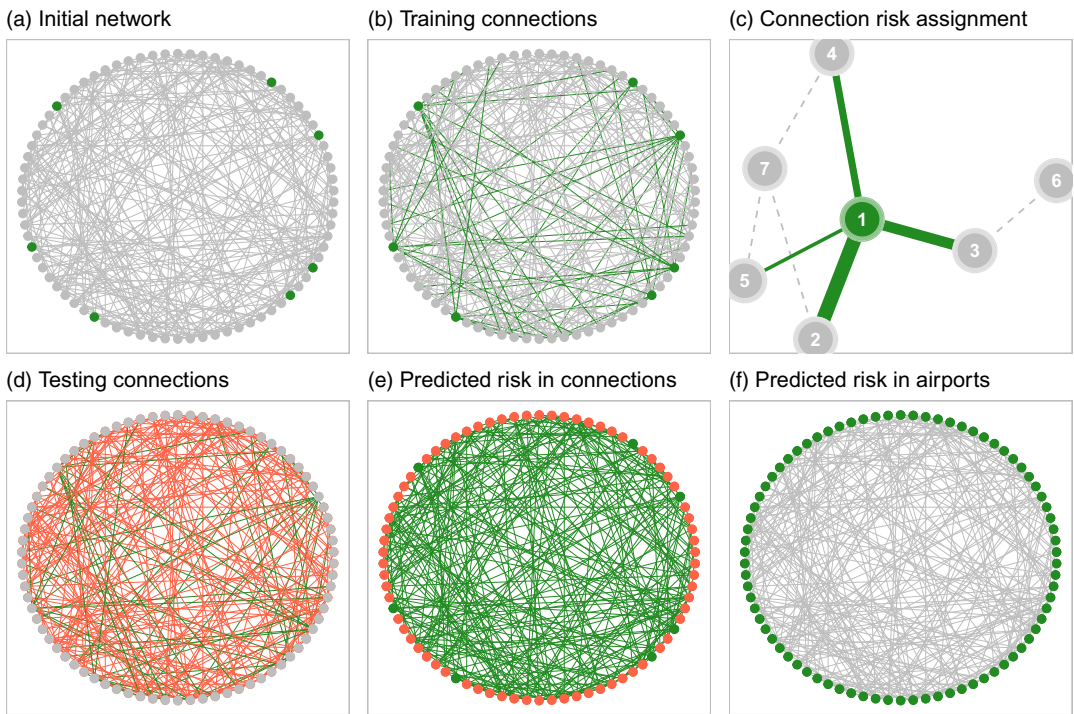 (a) Initial network
(b) Training connections
(c) Connection risk assignment
4
7
6
1
3
5
2
(d) Testing connections
(e) Predicted risk in connections
(f) Predicted risk in airports